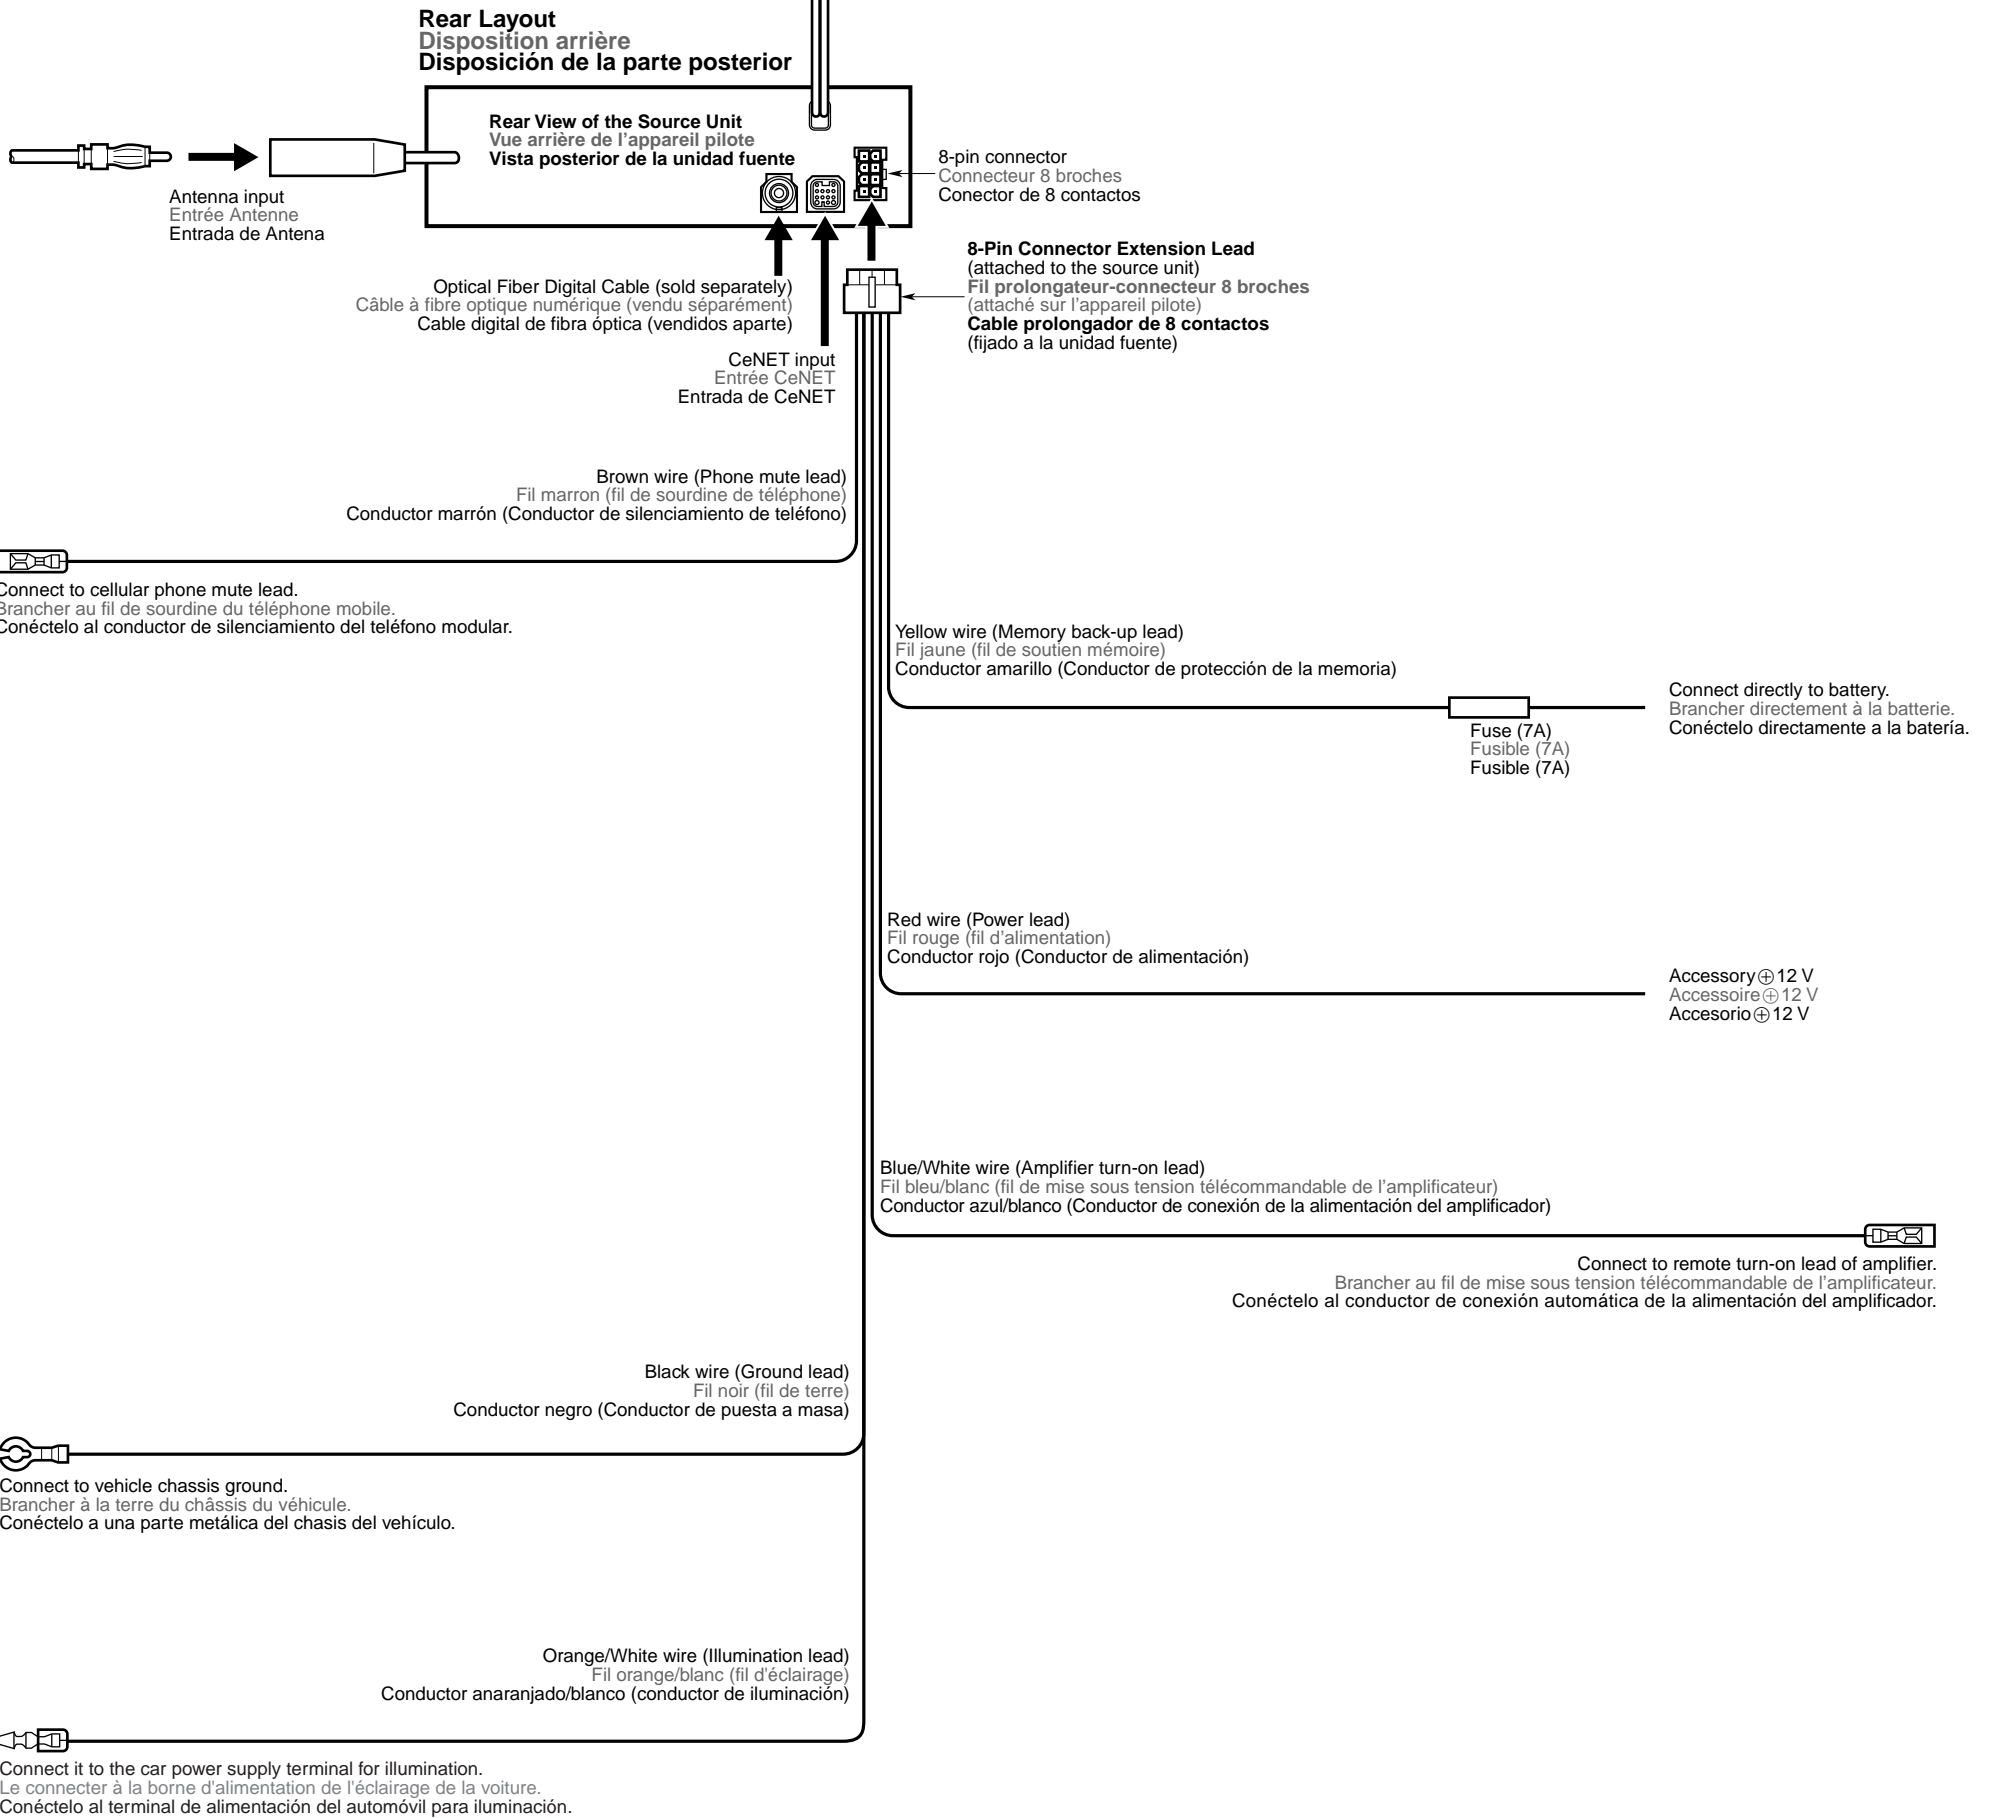 Rear Layout
Disposition arrière
Disposición de la parte posterior
Rear View of the Source Unit
Vue arrière de l’appareil pilote
Vista posterior de la unidad fuente
8-pin connector
Connecteur 8 broches
Conector de 8 contactos
Antenna input
Entrée Antenne
Entrada de Antena
8-Pin Connector Extension Lead
(attached to the source unit)
Fil prolongateur-connecteur 8 broches
(attaché sur l’appareil pilote)
Cable prolongador de 8 contactos
(fijado a la unidad fuente)
Optical Fiber Digital Cable (sold separately)
Câble à fibre optique numérique (vendu séparément)
Cable digital de fibra óptica (vendidos aparte)
CeNET input
Entrée CeNET
Entrada de CeNET
Brown wire (Phone mute lead)
Fil marron (fil de sourdine de téléphone)
Conductor marrón (Conductor de silenciamiento de teléfono)
Connect to cellular phone mute lead.
Brancher au fil de sourdine du téléphone mobile.
Conéctelo al conductor de silenciamiento del teléfono modular.
Yellow wire (Memory back-up lead)
Fil jaune (fil de soutien mémoire)
Conductor amarillo (Conductor de protección de la memoria)
Connect directly to battery.
Brancher directement à la batterie.
Conéctelo directamente a la batería.
Fuse (7A)
Fusible (7A)
Fusible (7A)
Red wire (Power lead)
Fil rouge (fil d’alimentation)
Conductor rojo (Conductor de alimentación)
Accessory⊕12 V
Accessoire⊕12 V
Accesorio⊕12 V
Blue/White wire (Amplifier turn-on lead)
Fil bleu/blanc (fil de mise sous tension télécommandable de l’amplificateur)
Conductor azul/blanco (Conductor de conexión de la alimentación del amplificador)
Connect to remote turn-on lead of amplifier.
Brancher au fil de mise sous tension télécommandable de l’amplificateur.
Conéctelo al conductor de conexión automática de la alimentación del amplificador.
Black wire (Ground lead)
Fil noir (fil de terre)
Conductor negro (Conductor de puesta a masa)
Connect to vehicle chassis ground.
Brancher à la terre du châssis du véhicule.
Conéctelo a una parte metálica del chasis del vehículo.
Orange/White wire (Illumination lead)
Fil orange/blanc (fil d'éclairage)
Conductor anaranjado/blanco (conductor de iluminación)
Connect it to the car power supply terminal for illumination.
Le connecter à la borne d'alimentation de l'éclairage de la voiture.
Conéctelo al terminal de alimentación del automóvil para iluminación.